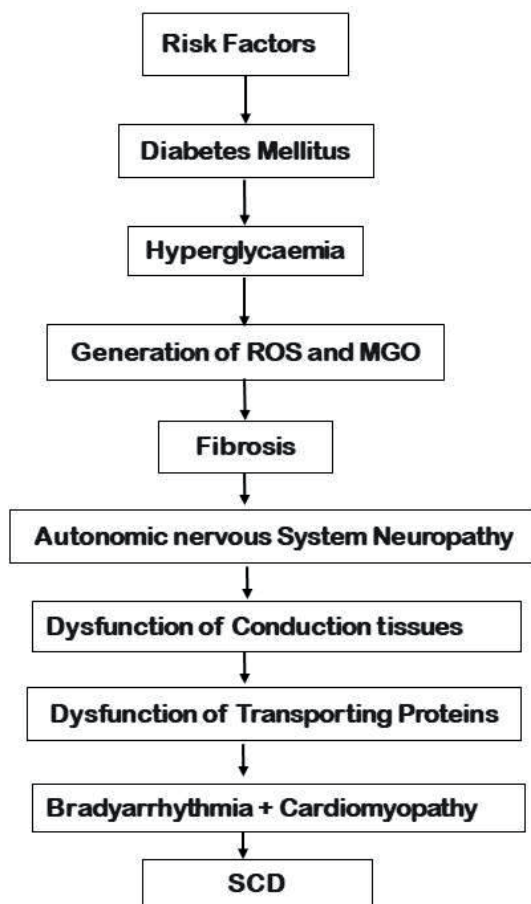 Risk Factors
Diabetes Mellitus
Hyperglycaemia
Generation of ROS and MGO
Fibrosis
Autonomic nervous System Neuropathy
Dysfunction of Conduction tissues
Dysfunction of Transporting Proteins
Bradyarrhythmia + Cardiomyopathy
SCD